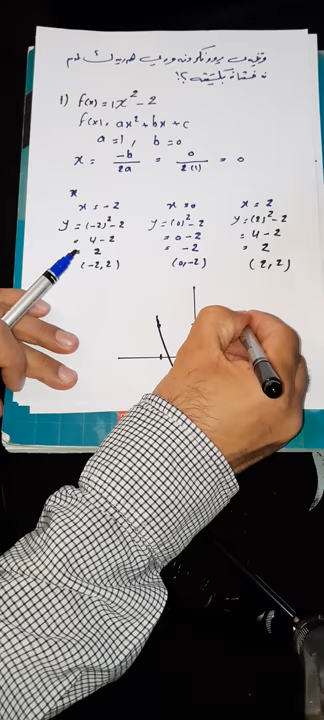 1) f(x) = 1x² - 2
f(x), ax² + bx + c
a = 1 , b = 0
x = -b/2a = 0/2(1) = 0
x
x = -2 x = 0 x = 2
y = (-2)² - 2 y = (0)² - 2 y = (2)² - 2
= 4 - 2 = 0 - 2 = 4 - 2
= 2 = -2 = 2
(-2, 2) (0, -2) (2, 2)